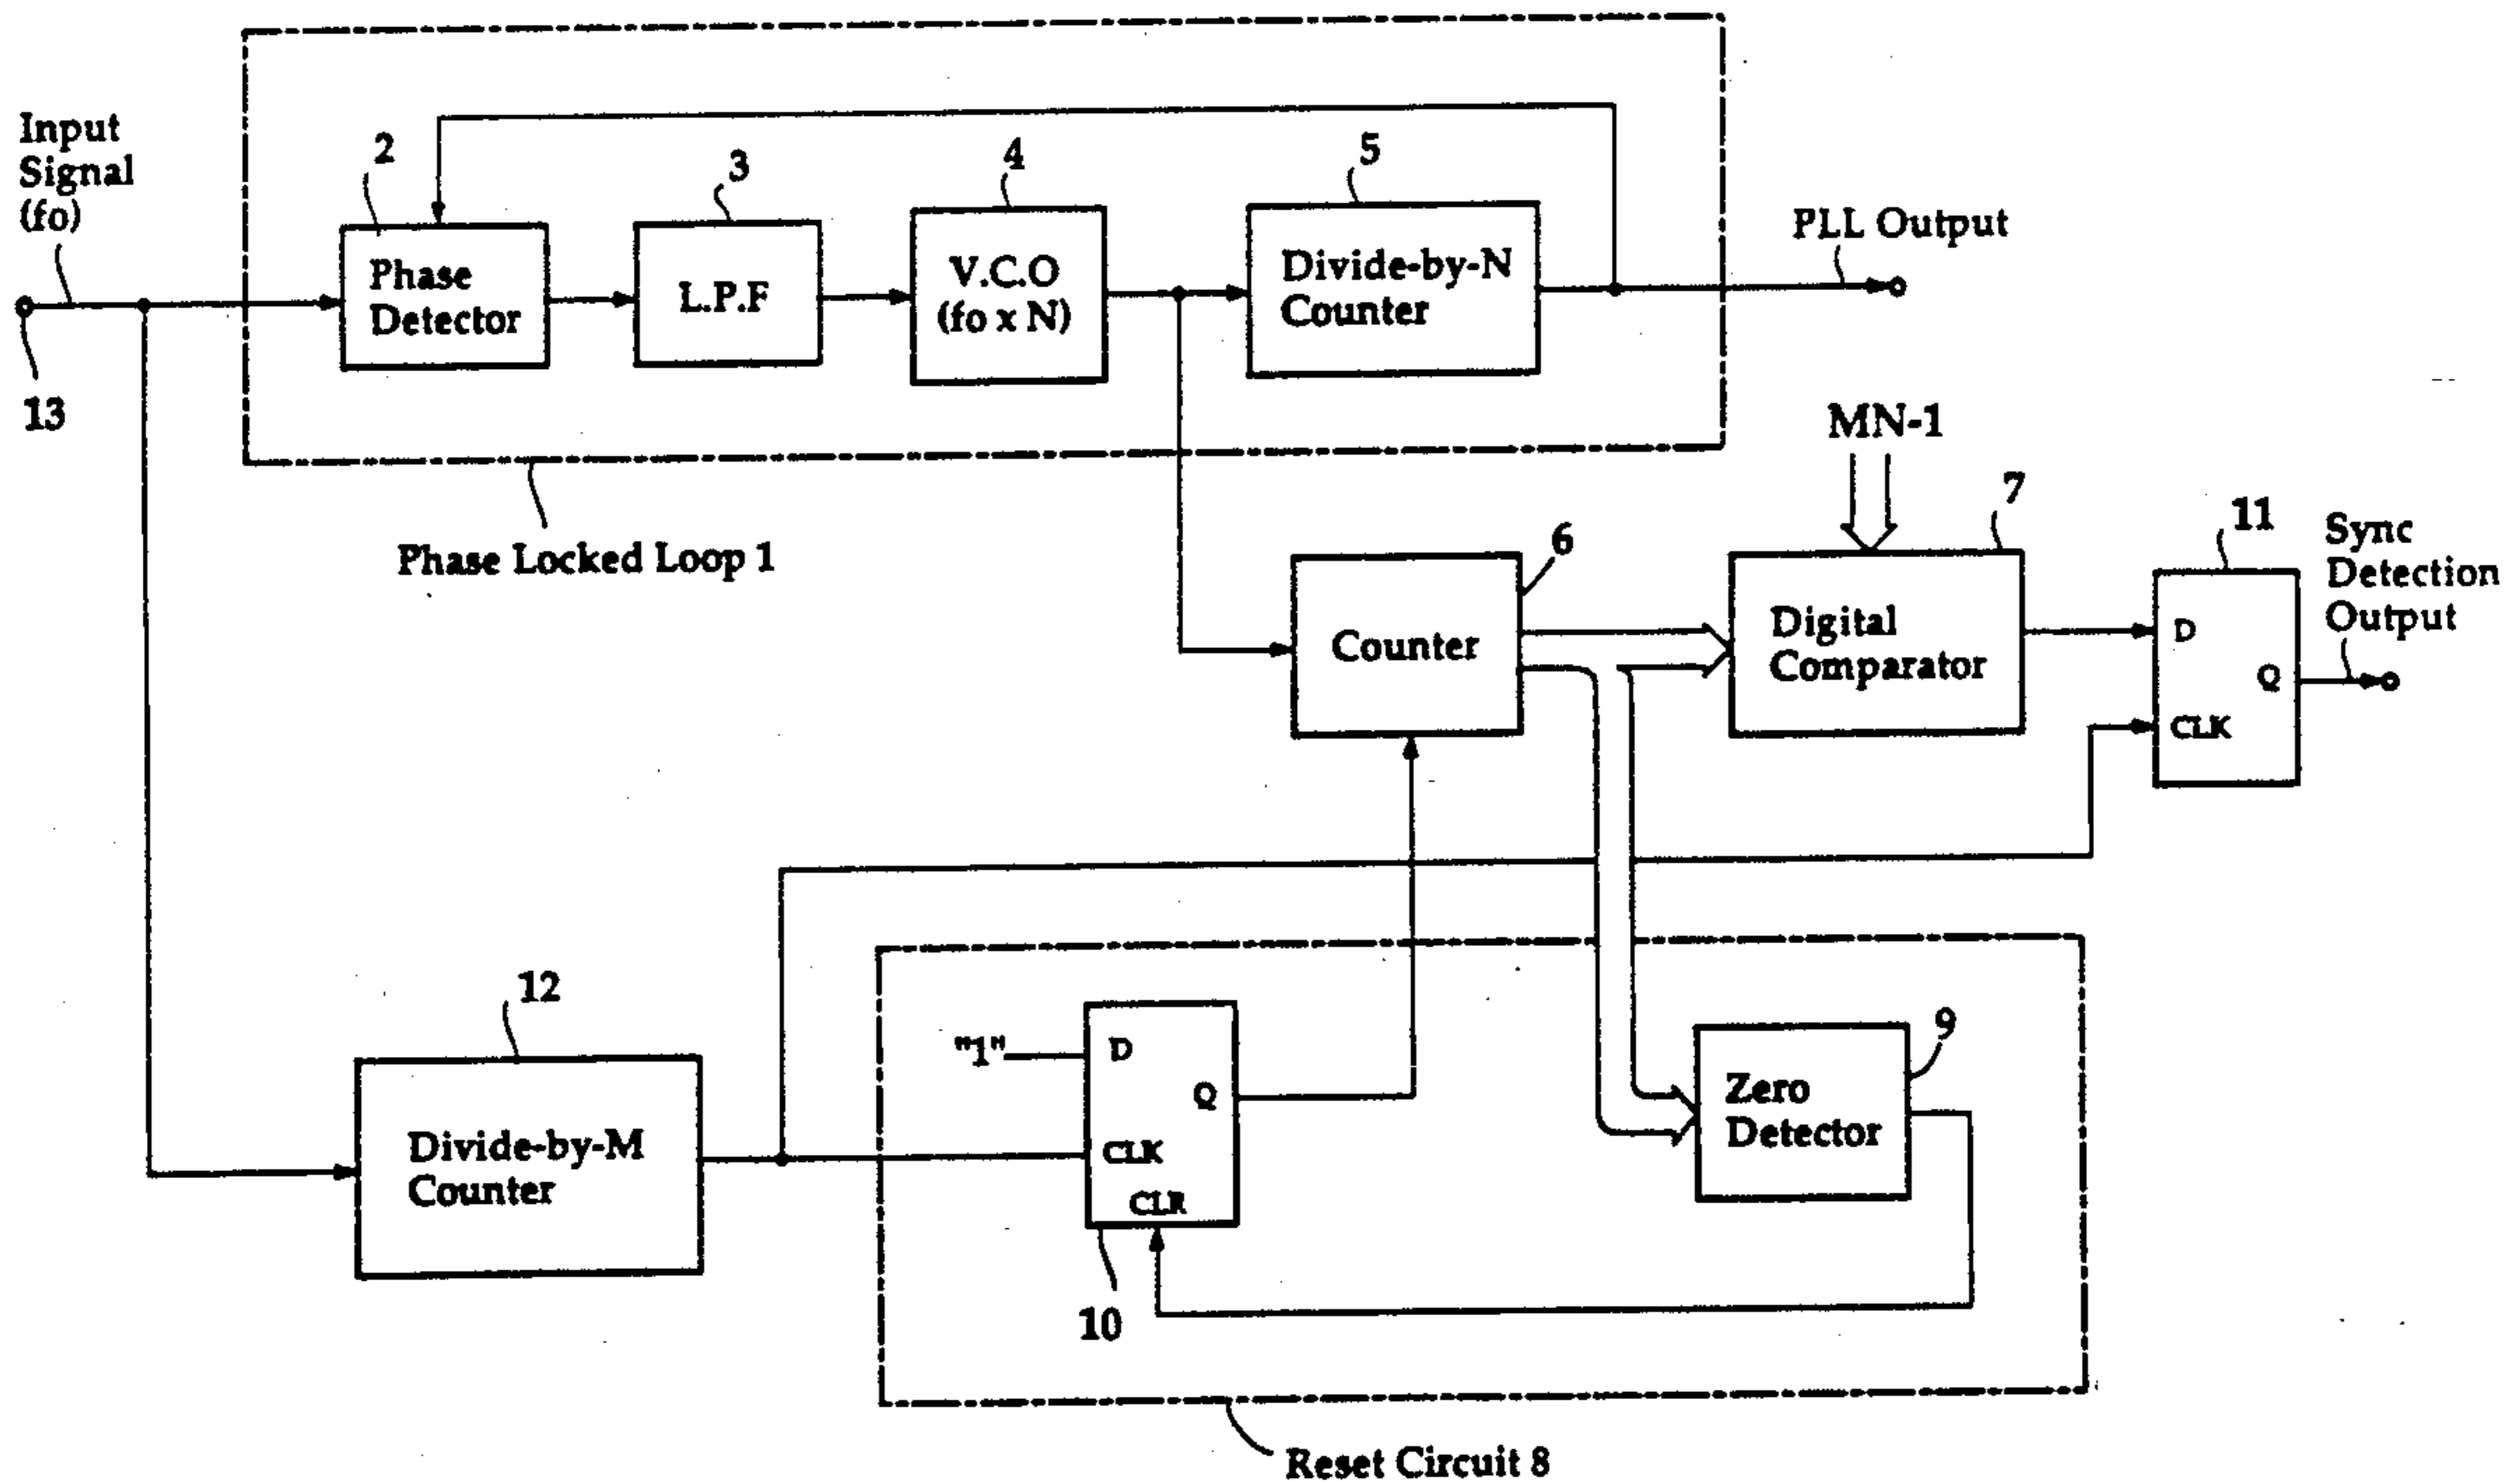 Input
Signal
(fo)
13
2
Phase
Detector
3
L.P.F
4
V.C.O
(fo x N)
5
Divide-by-N
Counter
PLL Output
Phase Locked Loop 1
MN-1
6
Counter
7
Digital
Comparator
11
D
Q
CLK
Sync
Detection
Output
12
Divide-by-M
Counter
"1"
D
Q
CLK
CLR
10
9
Zero
Detector
Reset Circuit 8